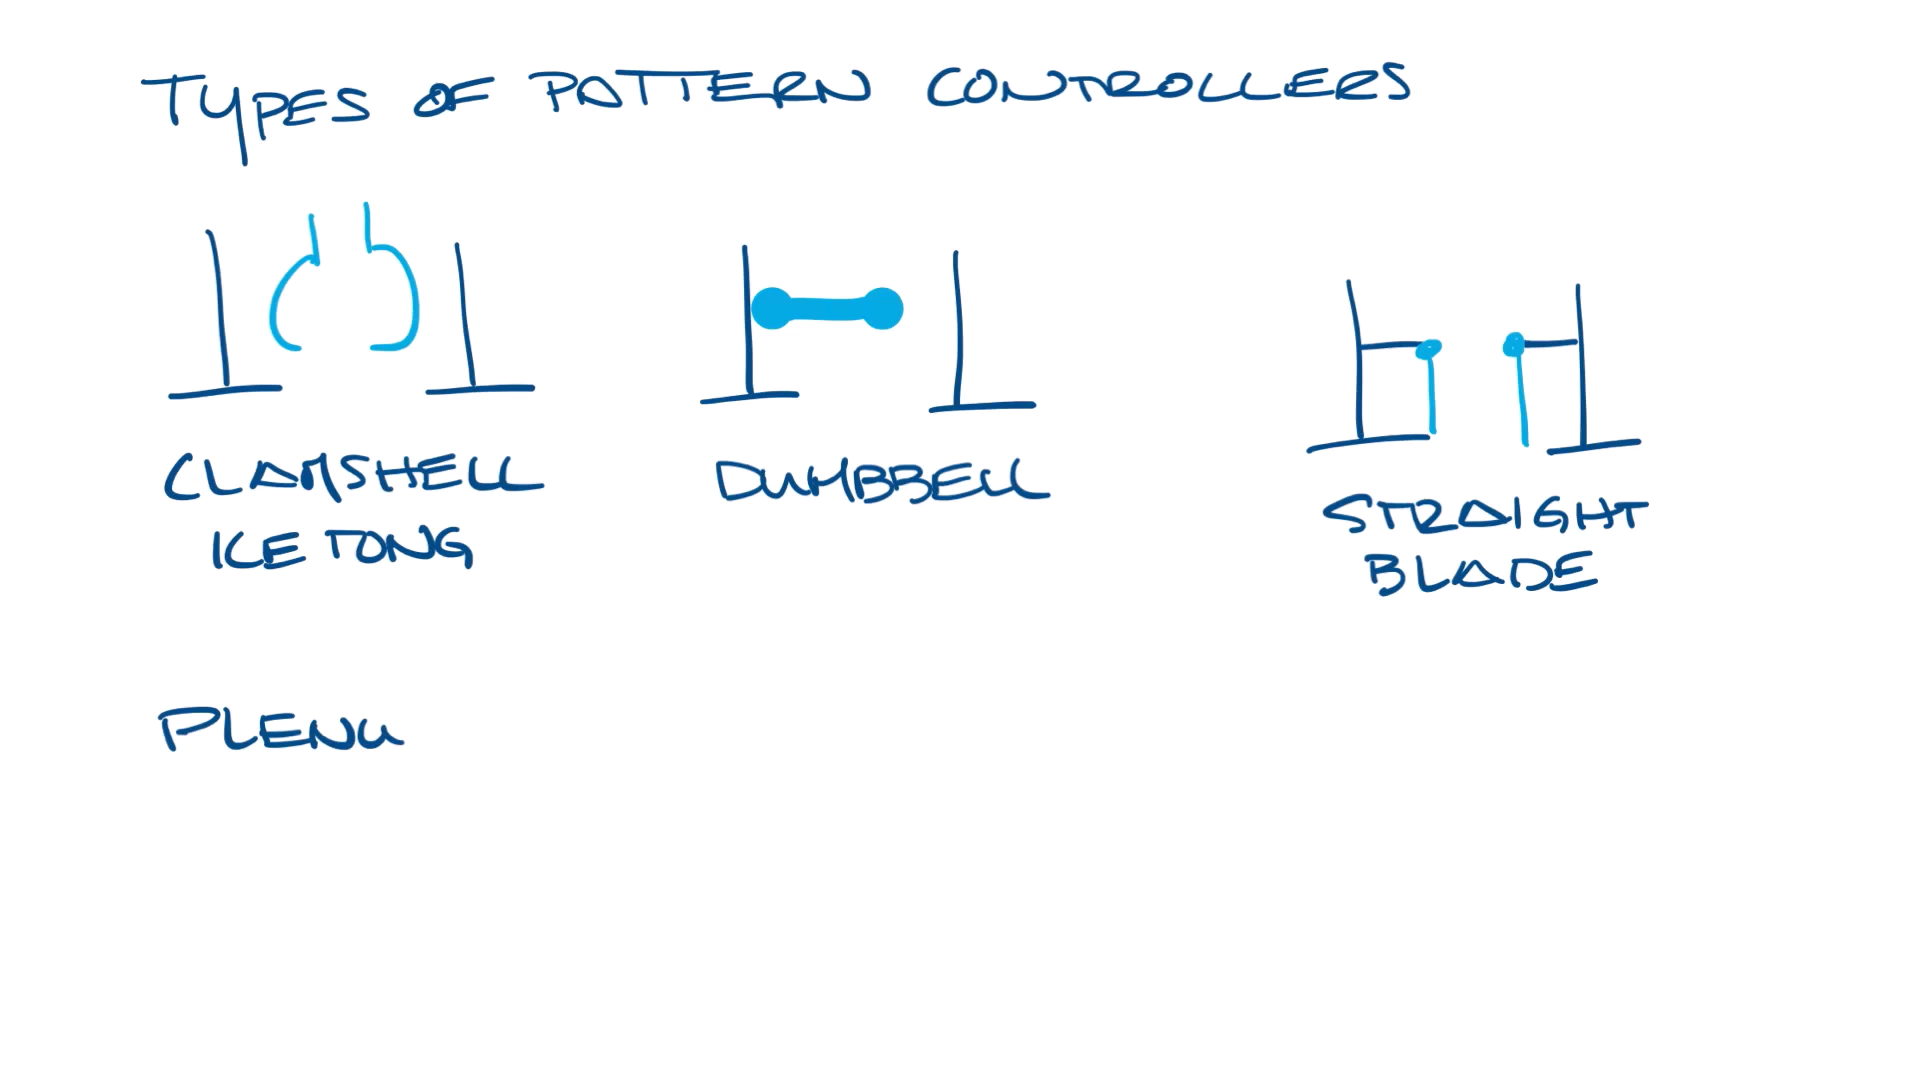 TYPES OF PATTERN CONTROLLERS
CLAMSHELL
ICE TONG
DUMBBELL
STRAIGHT
BLADE
PLENU